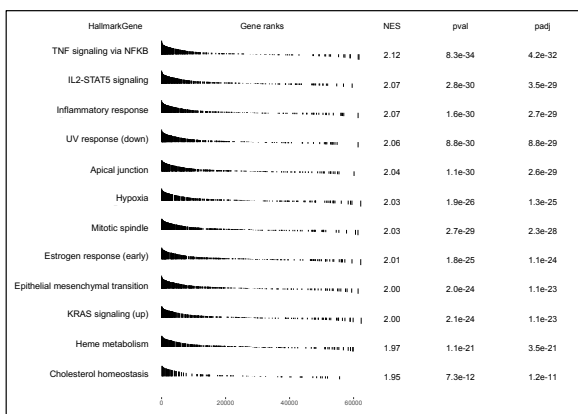 HallmarkGene Gene ranks NES pval padj
TNF signaling via NFKB 2.12 8.3e-34 4.2e-32
IL2-STAT5 signaling 2.07 2.8e-30 3.5e-29
Inflammatory response 2.07 1.6e-30 2.7e-29
UV response (down) 2.06 8.8e-30 8.8e-29
Apical junction 2.04 1.1e-30 2.6e-29
Hypoxia 2.03 1.9e-26 1.3e-25
Mitotic spindle 2.03 2.7e-29 2.3e-28
Estrogen response (early) 2.01 1.8e-25 1.1e-24
Epithelial mesenchymal transition 2.00 2.0e-24 1.1e-23
KRAS signaling (up) 2.00 2.1e-24 1.1e-23
Heme metabolism 1.97 1.1e-21 3.5e-21
Cholesterol homeostasis 1.95 7.3e-12 1.2e-11
0 20000 40000 60000